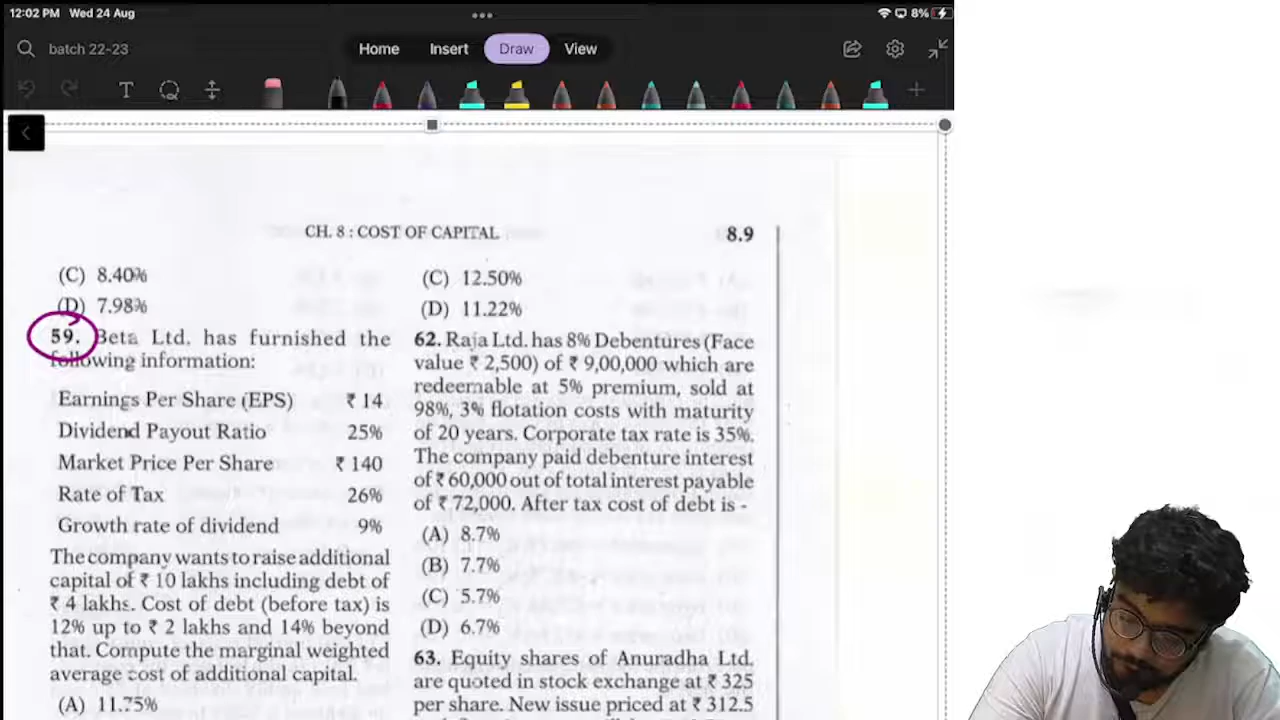 12:02 PM Wed 24 Aug
8%
batch 22-23
Home Insert Draw View
CH. 8 : COST OF CAPITAL 8.9
(C) 8.40%
(D) 7.98%
59. Beta Ltd. has furnished the
following information:
Earnings Per Share (EPS) ₹ 14
Dividend Payout Ratio 25%
Market Price Per Share ₹ 140
Rate of Tax 26%
Growth rate of dividend 9%
The company wants to raise additional
capital of ₹ 10 lakhs including debt of
₹ 4 lakhs. Cost of debt (before tax) is
12% up to ₹ 2 lakhs and 14% beyond
that. Compute the marginal weighted
average cost of additional capital.
(A) 11.75%
(C) 12.50%
(D) 11.22%
62. Raja Ltd. has 8% Debentures (Face
value ₹ 2,500) of ₹ 9,00,000 which are
redeemable at 5% premium, sold at
98%, 3% flotation costs with maturity
of 20 years. Corporate tax rate is 35%.
The company paid debenture interest
of ₹ 60,000 out of total interest payable
of ₹ 72,000. After tax cost of debt is -
(A) 8.7%
(B) 7.7%
(C) 5.7%
(D) 6.7%
63. Equity shares of Anuradha Ltd.
are quoted in stock exchange at ₹ 325
per share. New issue priced at ₹ 312.5